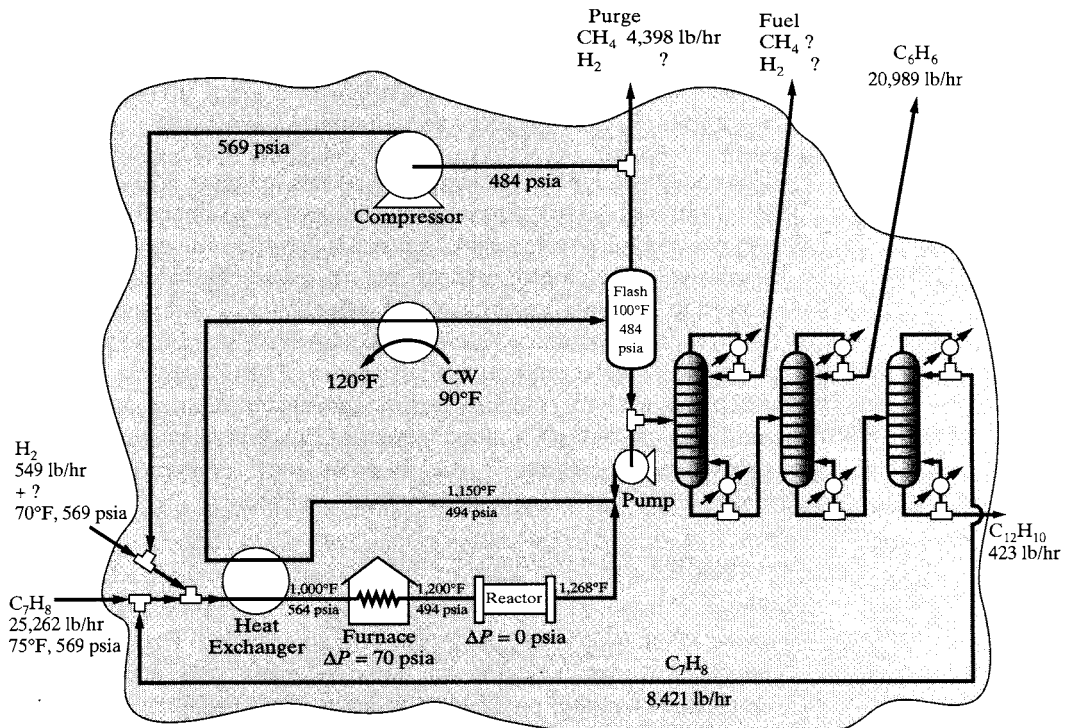 Purge
CH₄ 4,398 lb/hr
H₂ ?
Fuel
CH₄ ?
H₂ ?
C₆H₆
20,989 lb/hr
569 psia
484 psia
Compressor
Flash
100°F
484
psia
120°F
CW
90°F
H₂
549 lb/hr
+ ?
70°F, 569 psia
1,150°F
494 psia
Pump
C₁₂H₁₀
423 lb/hr
C₇H₈
25,262 lb/hr
75°F, 569 psia
Heat
Exchanger
1,000°F
564 psia
Furnace
ΔP = 70 psia
1,200°F
494 psia
Reactor
ΔP = 0 psia
1,268°F
C₇H₈
8,421 lb/hr